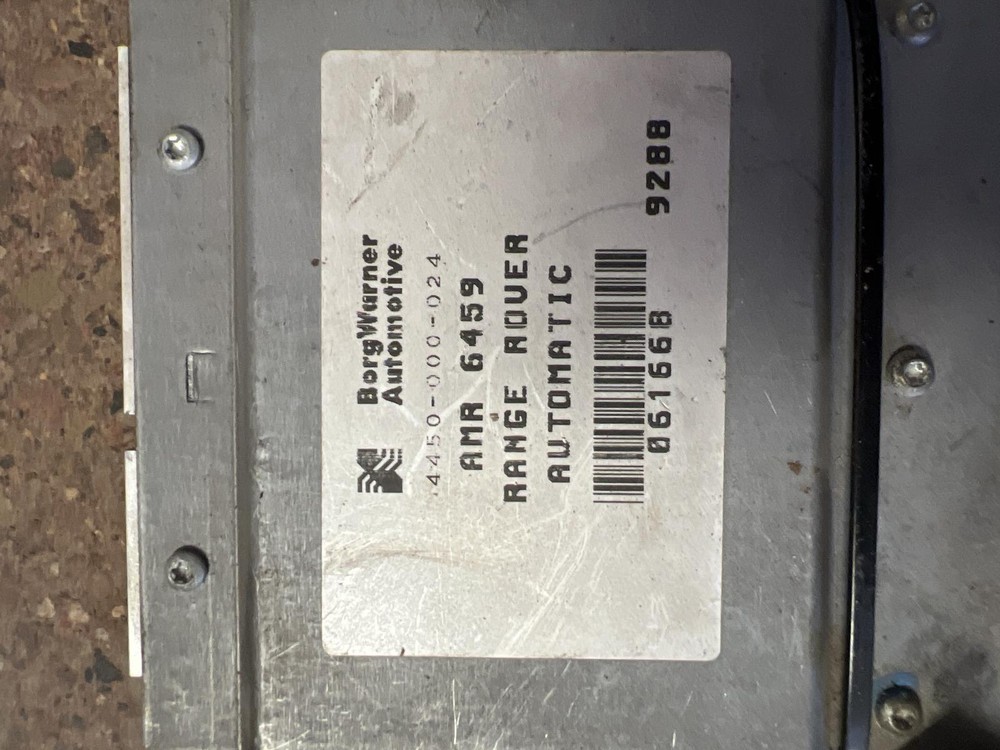 BorgWarner
Automotive
4450-000-024
AMR 6459
RANGE ROVER
AUTOMATIC
061668 9288